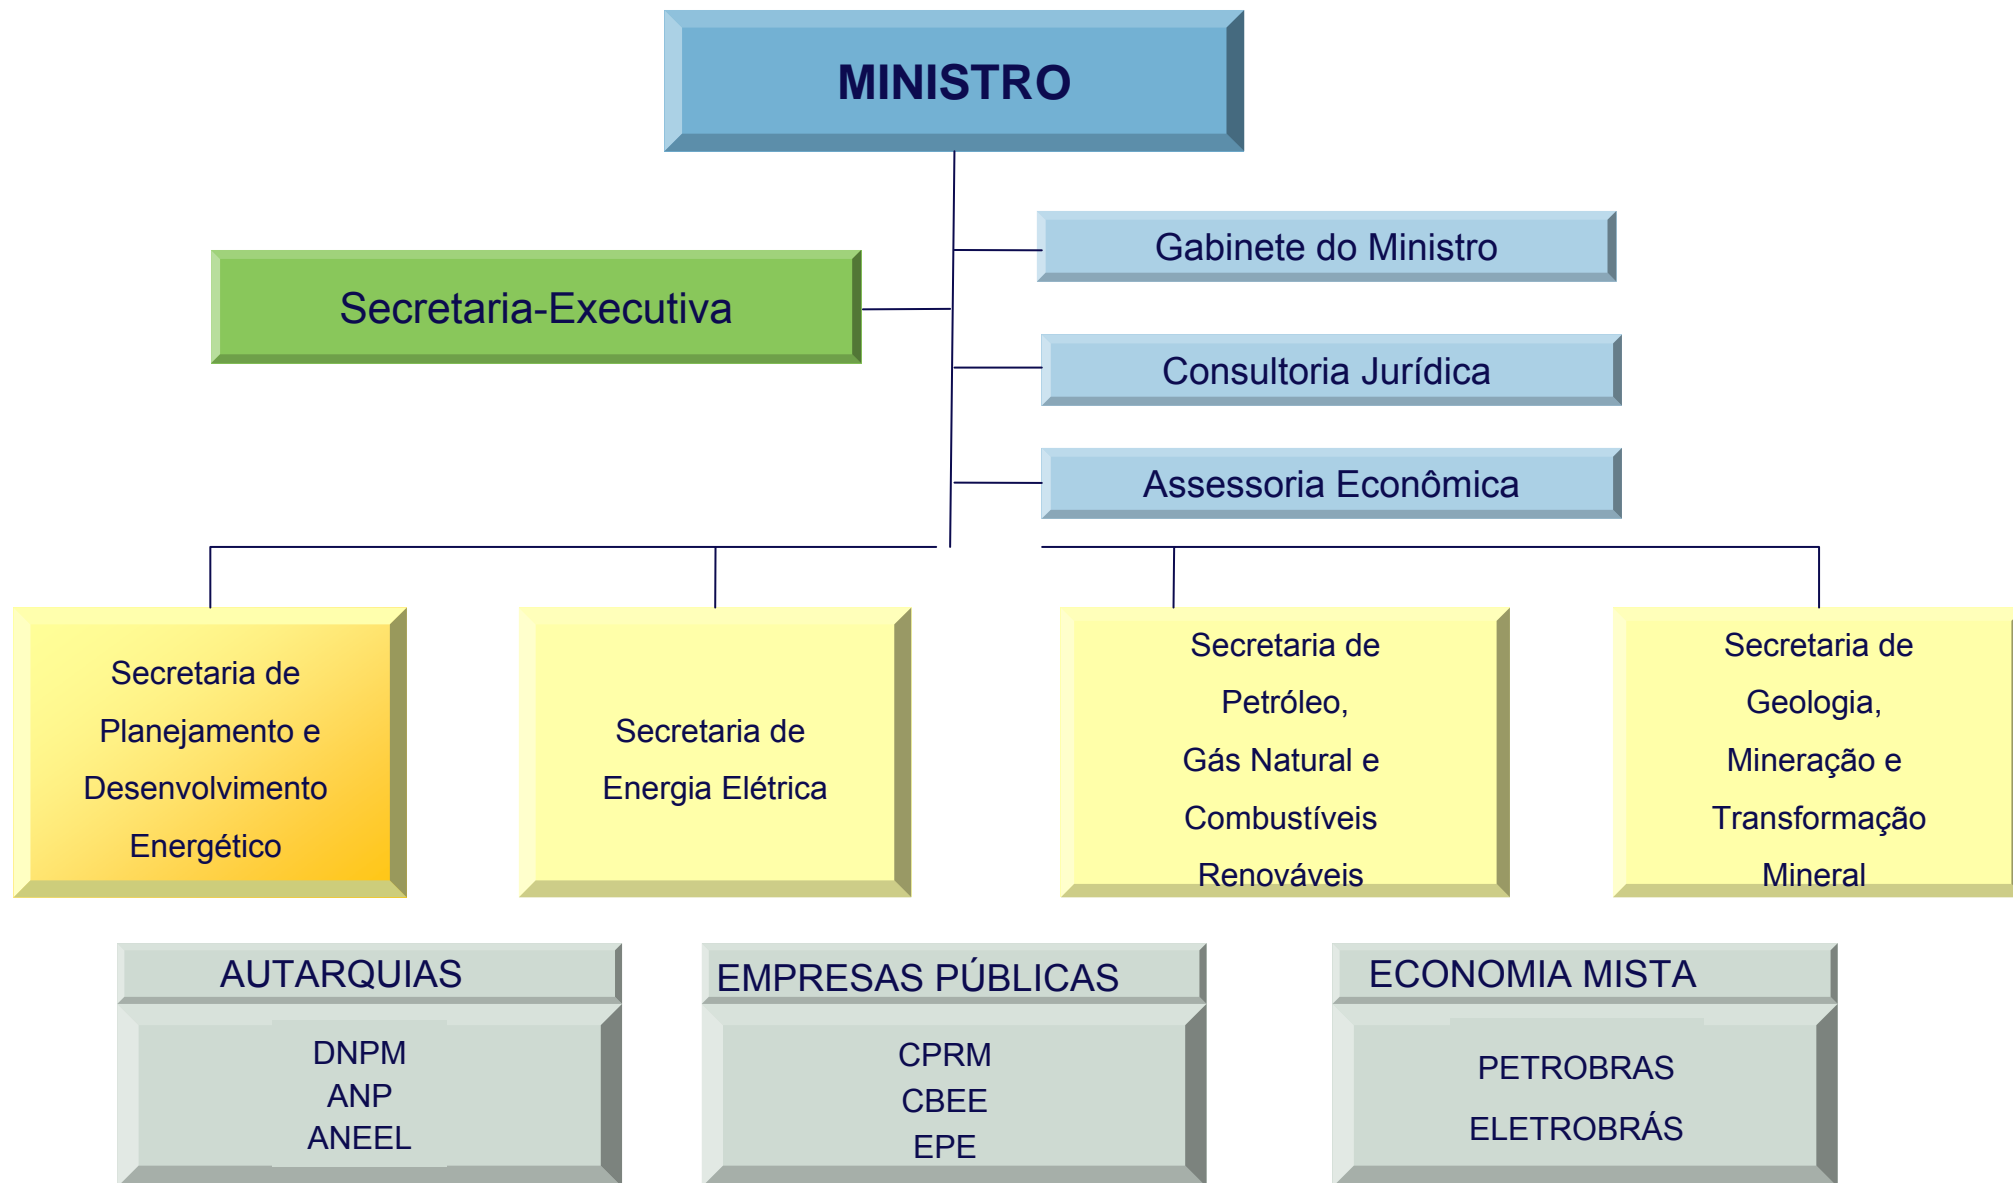 MINISTRO
Gabinete do Ministro
Secretaria-Executiva
Consultoria Jurídica
Assessoria Econômica
Secretaria de
Planejamento e
Desenvolvimento
Energético
Secretaria de
Energia Elétrica
Secretaria de
Petróleo,
Gás Natural e
Combustíveis
Renováveis
Secretaria de
Geologia,
Mineração e
Transformação
Mineral
AUTARQUIAS
DNPM
ANP
ANEEL
EMPRESAS PÚBLICAS
CPRM
CBEE
EPE
ECONOMIA MISTA
PETROBRAS
ELETROBRÁS